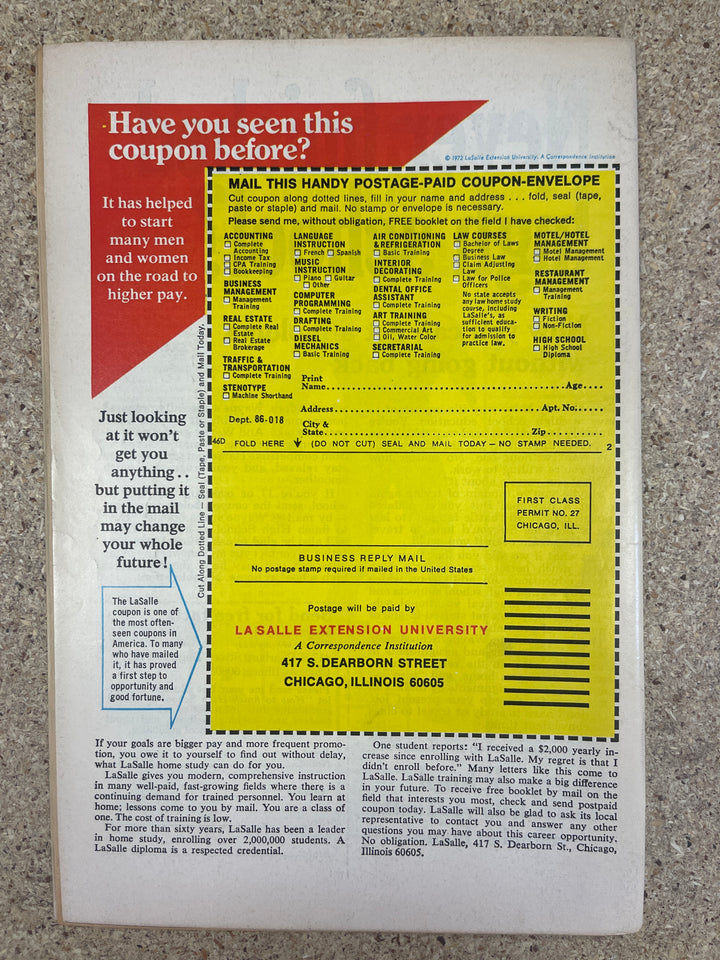 Have you seen this
coupon before?
© 1972 LaSalle Extension University, A Correspondence Institution
It has helped
to start
many men
and women
on the road to
higher pay.
MAIL THIS HANDY POSTAGE-PAID COUPON-ENVELOPE
Cut coupon along dotted lines, fill in your name and address . . . fold, seal (tape,
paste or staple) and mail. No stamp or envelope is necessary.
Please send me, without obligation, FREE booklet on the field I have checked:
ACCOUNTING
Complete
Accounting
Income Tax
CPA Training
Bookkeeping
BUSINESS
MANAGEMENT
Management
Training
REAL ESTATE
Complete Real
Estate
Real Estate
Brokerage
TRAFFIC &
TRANSPORTATION
Complete Training
STENOTYPE
Machine Shorthand
LANGUAGE
INSTRUCTION
French Spanish
MUSIC
INSTRUCTION
Piano Guitar
Other
COMPUTER
PROGRAMMING
Complete Training
DRAFTING
Complete Training
DIESEL
MECHANICS
Basic Training
AIR CONDITIONING
& REFRIGERATION
Basic Training
INTERIOR
DECORATING
Complete Training
DENTAL OFFICE
ASSISTANT
Complete Training
ART TRAINING
Complete Training
Commercial Art
Oil, Water Color
SECRETARIAL
Complete Training
LAW COURSES
Bachelor of Laws
Degree
Business Law
Claim Adjusting
Law
Law for Police
Officers
No state accepts
any law home study
course, including
LaSalle's, as
sufficient educa-
tion to qualify
for admission to
practice law.
MOTEL/HOTEL
MANAGEMENT
Motel Management
Hotel Management
RESTAURANT
MANAGEMENT
Management
Training
WRITING
Fiction
Non-Fiction
HIGH SCHOOL
High School
Diploma
Print
Name.................................................Age....
Address........................................Apt. No......
Dept. 86-018
City &
State...........................................Zip..........
46D FOLD HERE ↓ (DO NOT CUT) SEAL AND MAIL TODAY — NO STAMP NEEDED. 2
Cut Along Dotted Line — Seal (Tape, Paste or Staple) and Mail Today.
Just looking
at it won't
get you
anything . .
but putting it
in the mail
may change
your whole
future!
The LaSalle
coupon is one of
the most often-
seen coupons in
America. To many
who have mailed
it, it has proved
a first step to
opportunity and
good fortune.
FIRST CLASS
PERMIT NO. 27
CHICAGO, ILL.
BUSINESS REPLY MAIL
No postage stamp required if mailed in the United States
Postage will be paid by
LA SALLE EXTENSION UNIVERSITY
A Correspondence Institution
417 S. DEARBORN STREET
CHICAGO, ILLINOIS 60605
If your goals are bigger pay and more frequent promo-
tion, you owe it to yourself to find out without delay,
what LaSalle home study can do for you.
LaSalle gives you modern, comprehensive instruction
in many well-paid, fast-growing fields where there is a
continuing demand for trained personnel. You learn at
home; lessons come to you by mail. You are a class of
one. The cost of training is low.
For more than sixty years, LaSalle has been a leader
in home study, enrolling over 2,000,000 students. A
LaSalle diploma is a respected credential.
One student reports: "I received a $2,000 yearly in-
crease since enrolling with LaSalle. My regret is that I
didn't enroll before." Many letters like this come to
LaSalle. LaSalle training may also make a big difference
in your future. To receive free booklet by mail on the
field that interests you most, check and send postpaid
coupon today. LaSalle will also be glad to ask its local
representative to contact you and answer any other
questions you may have about this career opportunity.
No obligation. LaSalle, 417 S. Dearborn St., Chicago,
Illinois 60605.